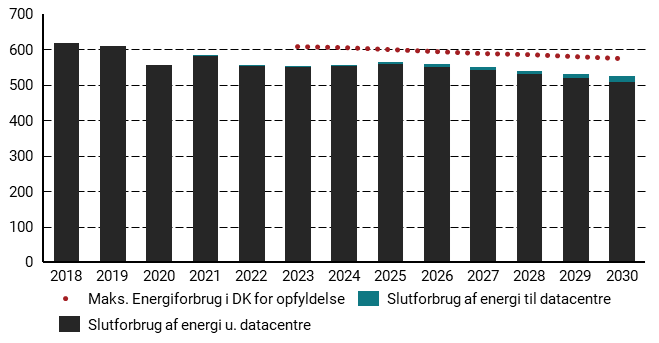 700
600
500
400
300
200
100
0
2018 2019 2020 2021 2022 2023 2024 2025 2026 2027 2028 2029 2030
Maks. Energiforbrug i DK for opfyldelse Slutforbrug af energi til datacentre
Slutforbrug af energi u. datacentre